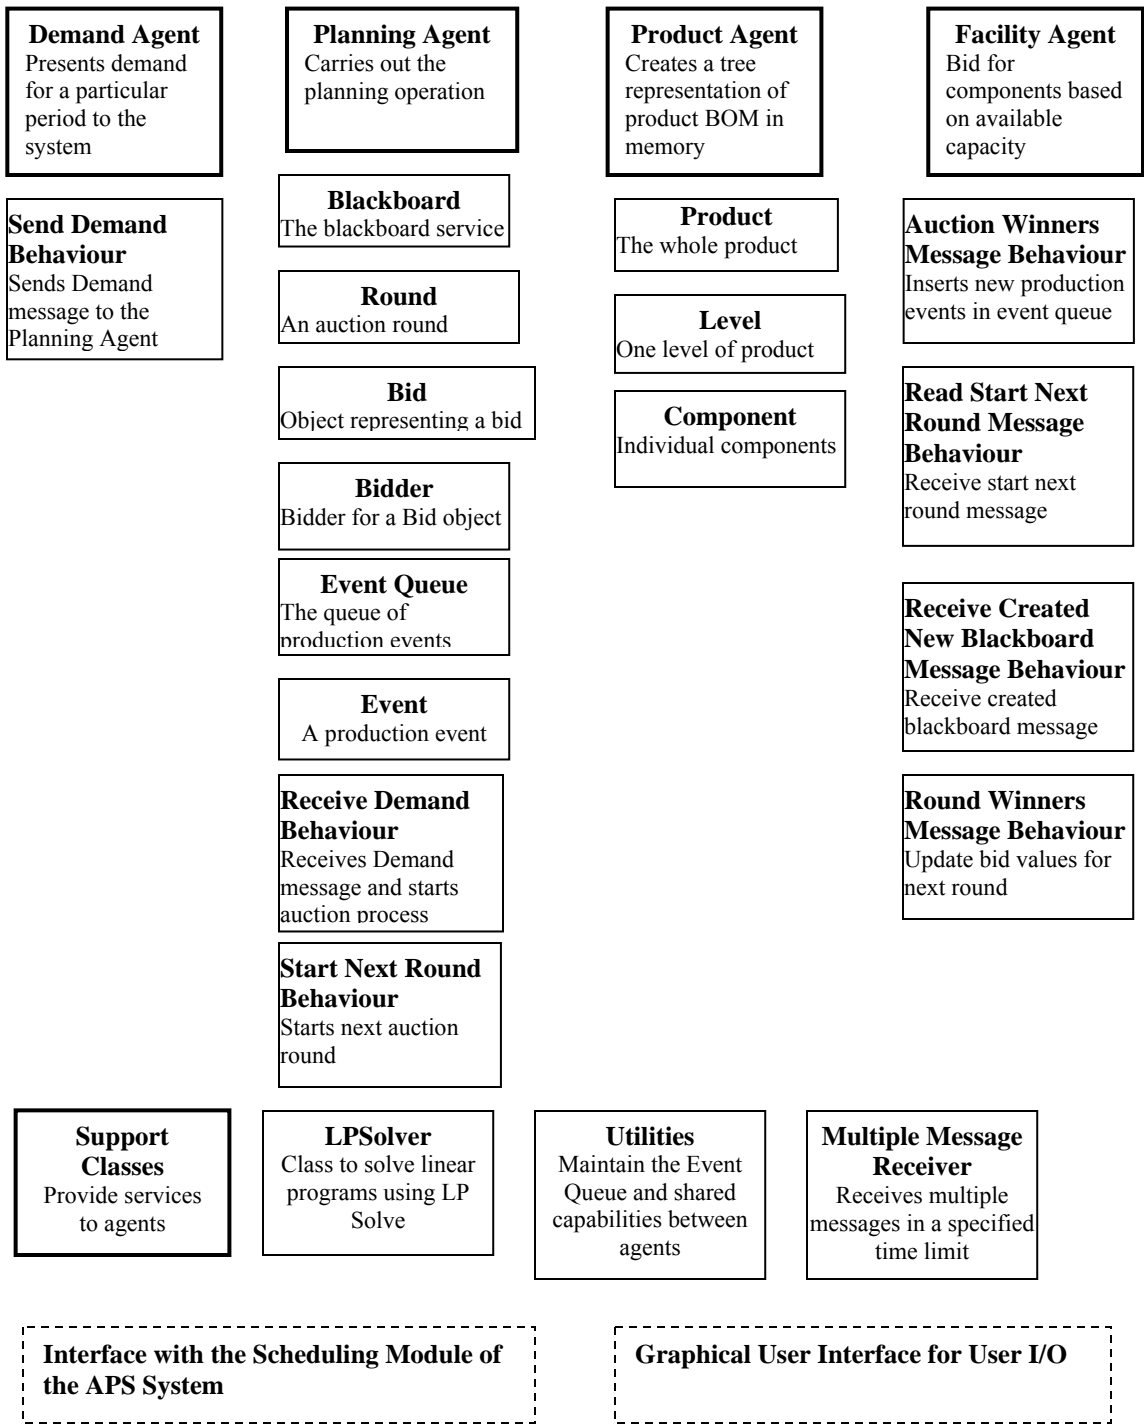 Demand Agent
Presents demand
for a particular
period to the
system
Send Demand
Behaviour
Sends Demand
message to the
Planning Agent
Planning Agent
Carries out the
planning operation
Blackboard
The blackboard service
Round
An auction round
Bid
Object representing a bid
Bidder
Bidder for a Bid object
Event Queue
The queue of
production events
Event
A production event
Receive Demand
Behaviour
Receives Demand
message and starts
auction process
Start Next Round
Behaviour
Starts next auction
round
Product Agent
Creates a tree
representation of
product BOM in
memory
Product
The whole product
Level
One level of product
Component
Individual components
Facility Agent
Bid for
components based
on available
capacity
Auction Winners
Message Behaviour
Inserts new production
events in event queue
Read Start Next
Round Message
Behaviour
Receive start next
round message
Receive Created
New Blackboard
Message Behaviour
Receive created
blackboard message
Round Winners
Message Behaviour
Update bid values for
next round
Support
Classes
Provide services
to agents
LPSolver
Class to solve linear
programs using LP
Solve
Utilities
Maintain the Event
Queue and shared
capabilities between
agents
Multiple Message
Receiver
Receives multiple
messages in a specified
time limit
Interface with the Scheduling Module of
the APS System
Graphical User Interface for User I/O